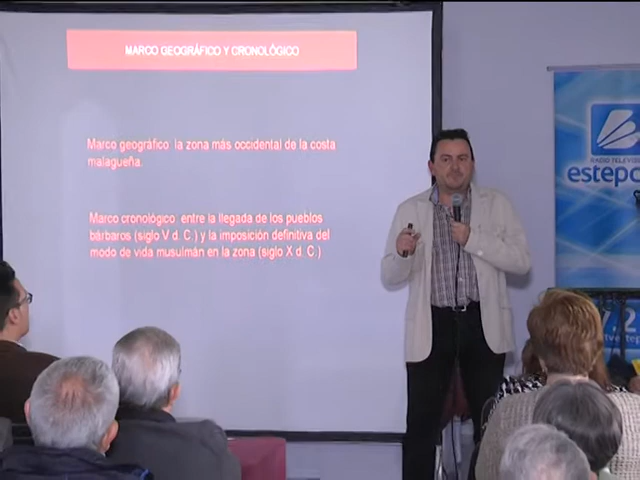 MARCO GEOGRÁFICO Y CRONOLÓGICO
Marco geográfico: la zona más occidental de la costa
malagueña.
Marco cronológico: entre la llegada de los pueblos
bárbaros (siglo V d. C.) y la imposición definitiva del
modo de vida musulmán en la zona (siglo X d. C.)
RADIO TELEVISIÓ
estepo